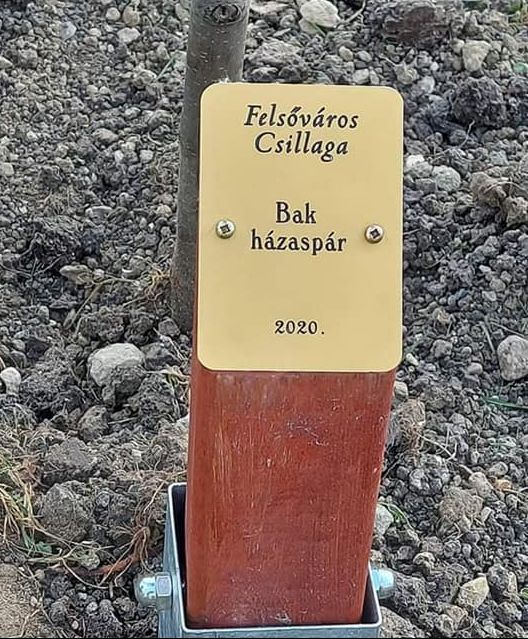 Felsőváros
Csillaga
Bak
házaspár
2020.